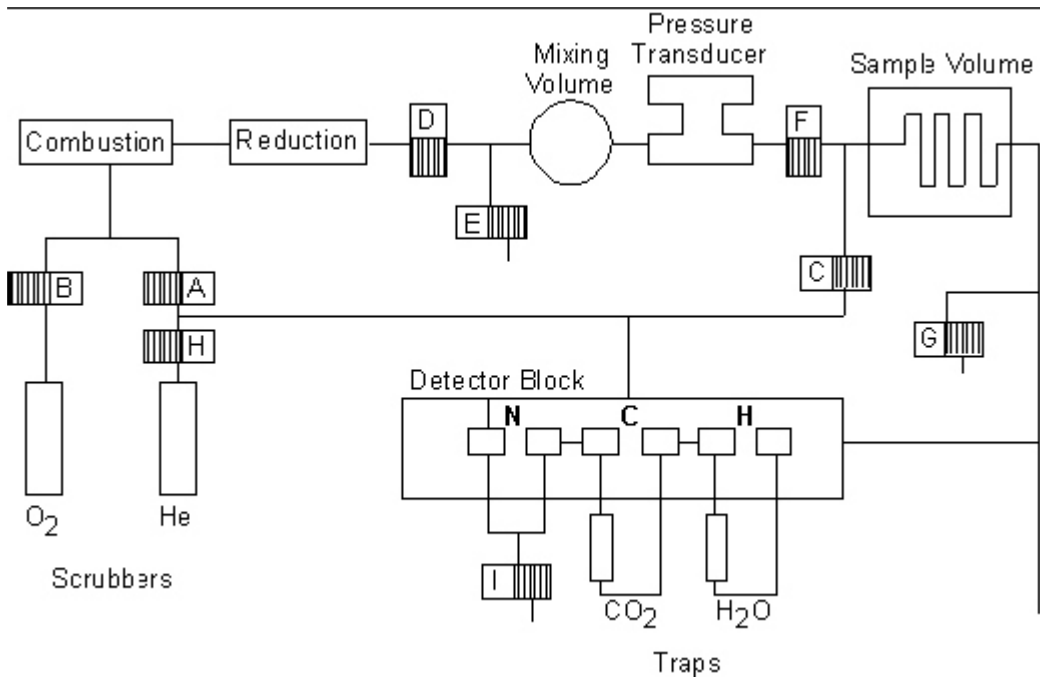 Pressure
Transducer
Mixing
Volume
Sample Volume
D
F
Combustion
Reduction
E
C
B
A
H
G
Detector Block
N C H
O2
He
I
CO2
H2O
Scrubbers
Traps